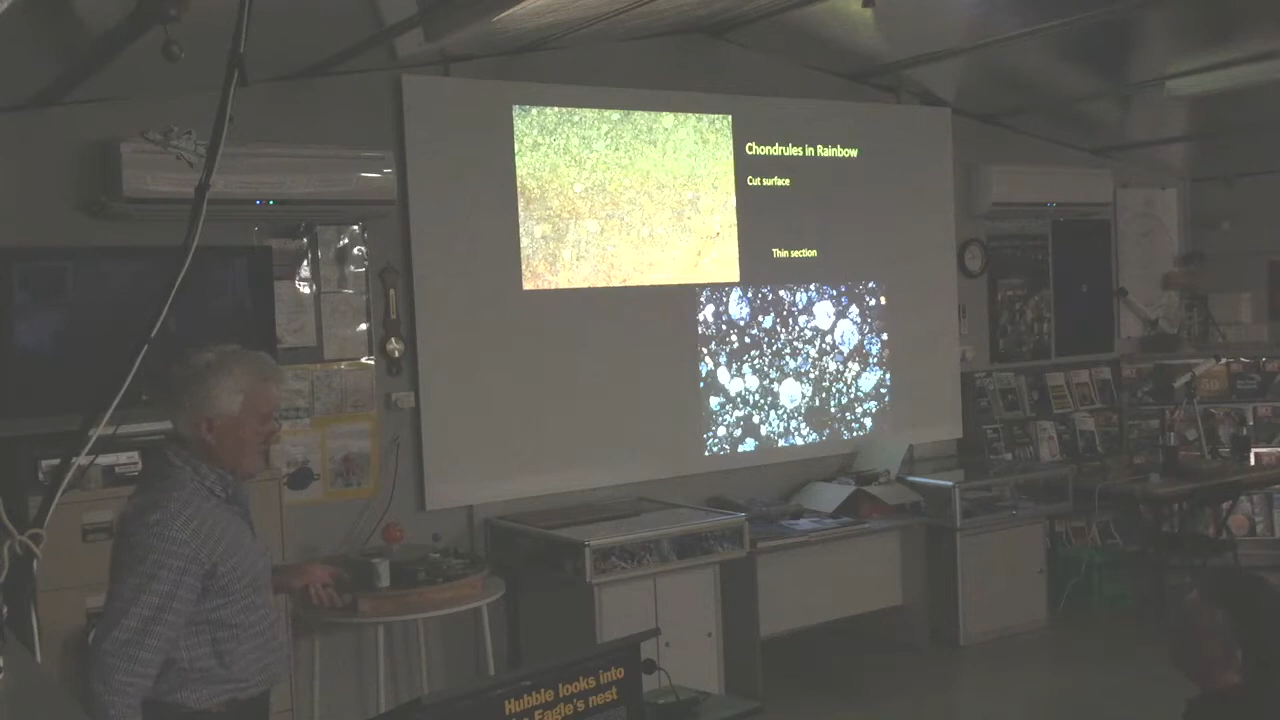 Chondrules in Rainbow
Cut surface
Thin section
Hubble looks into
Eagle's nest